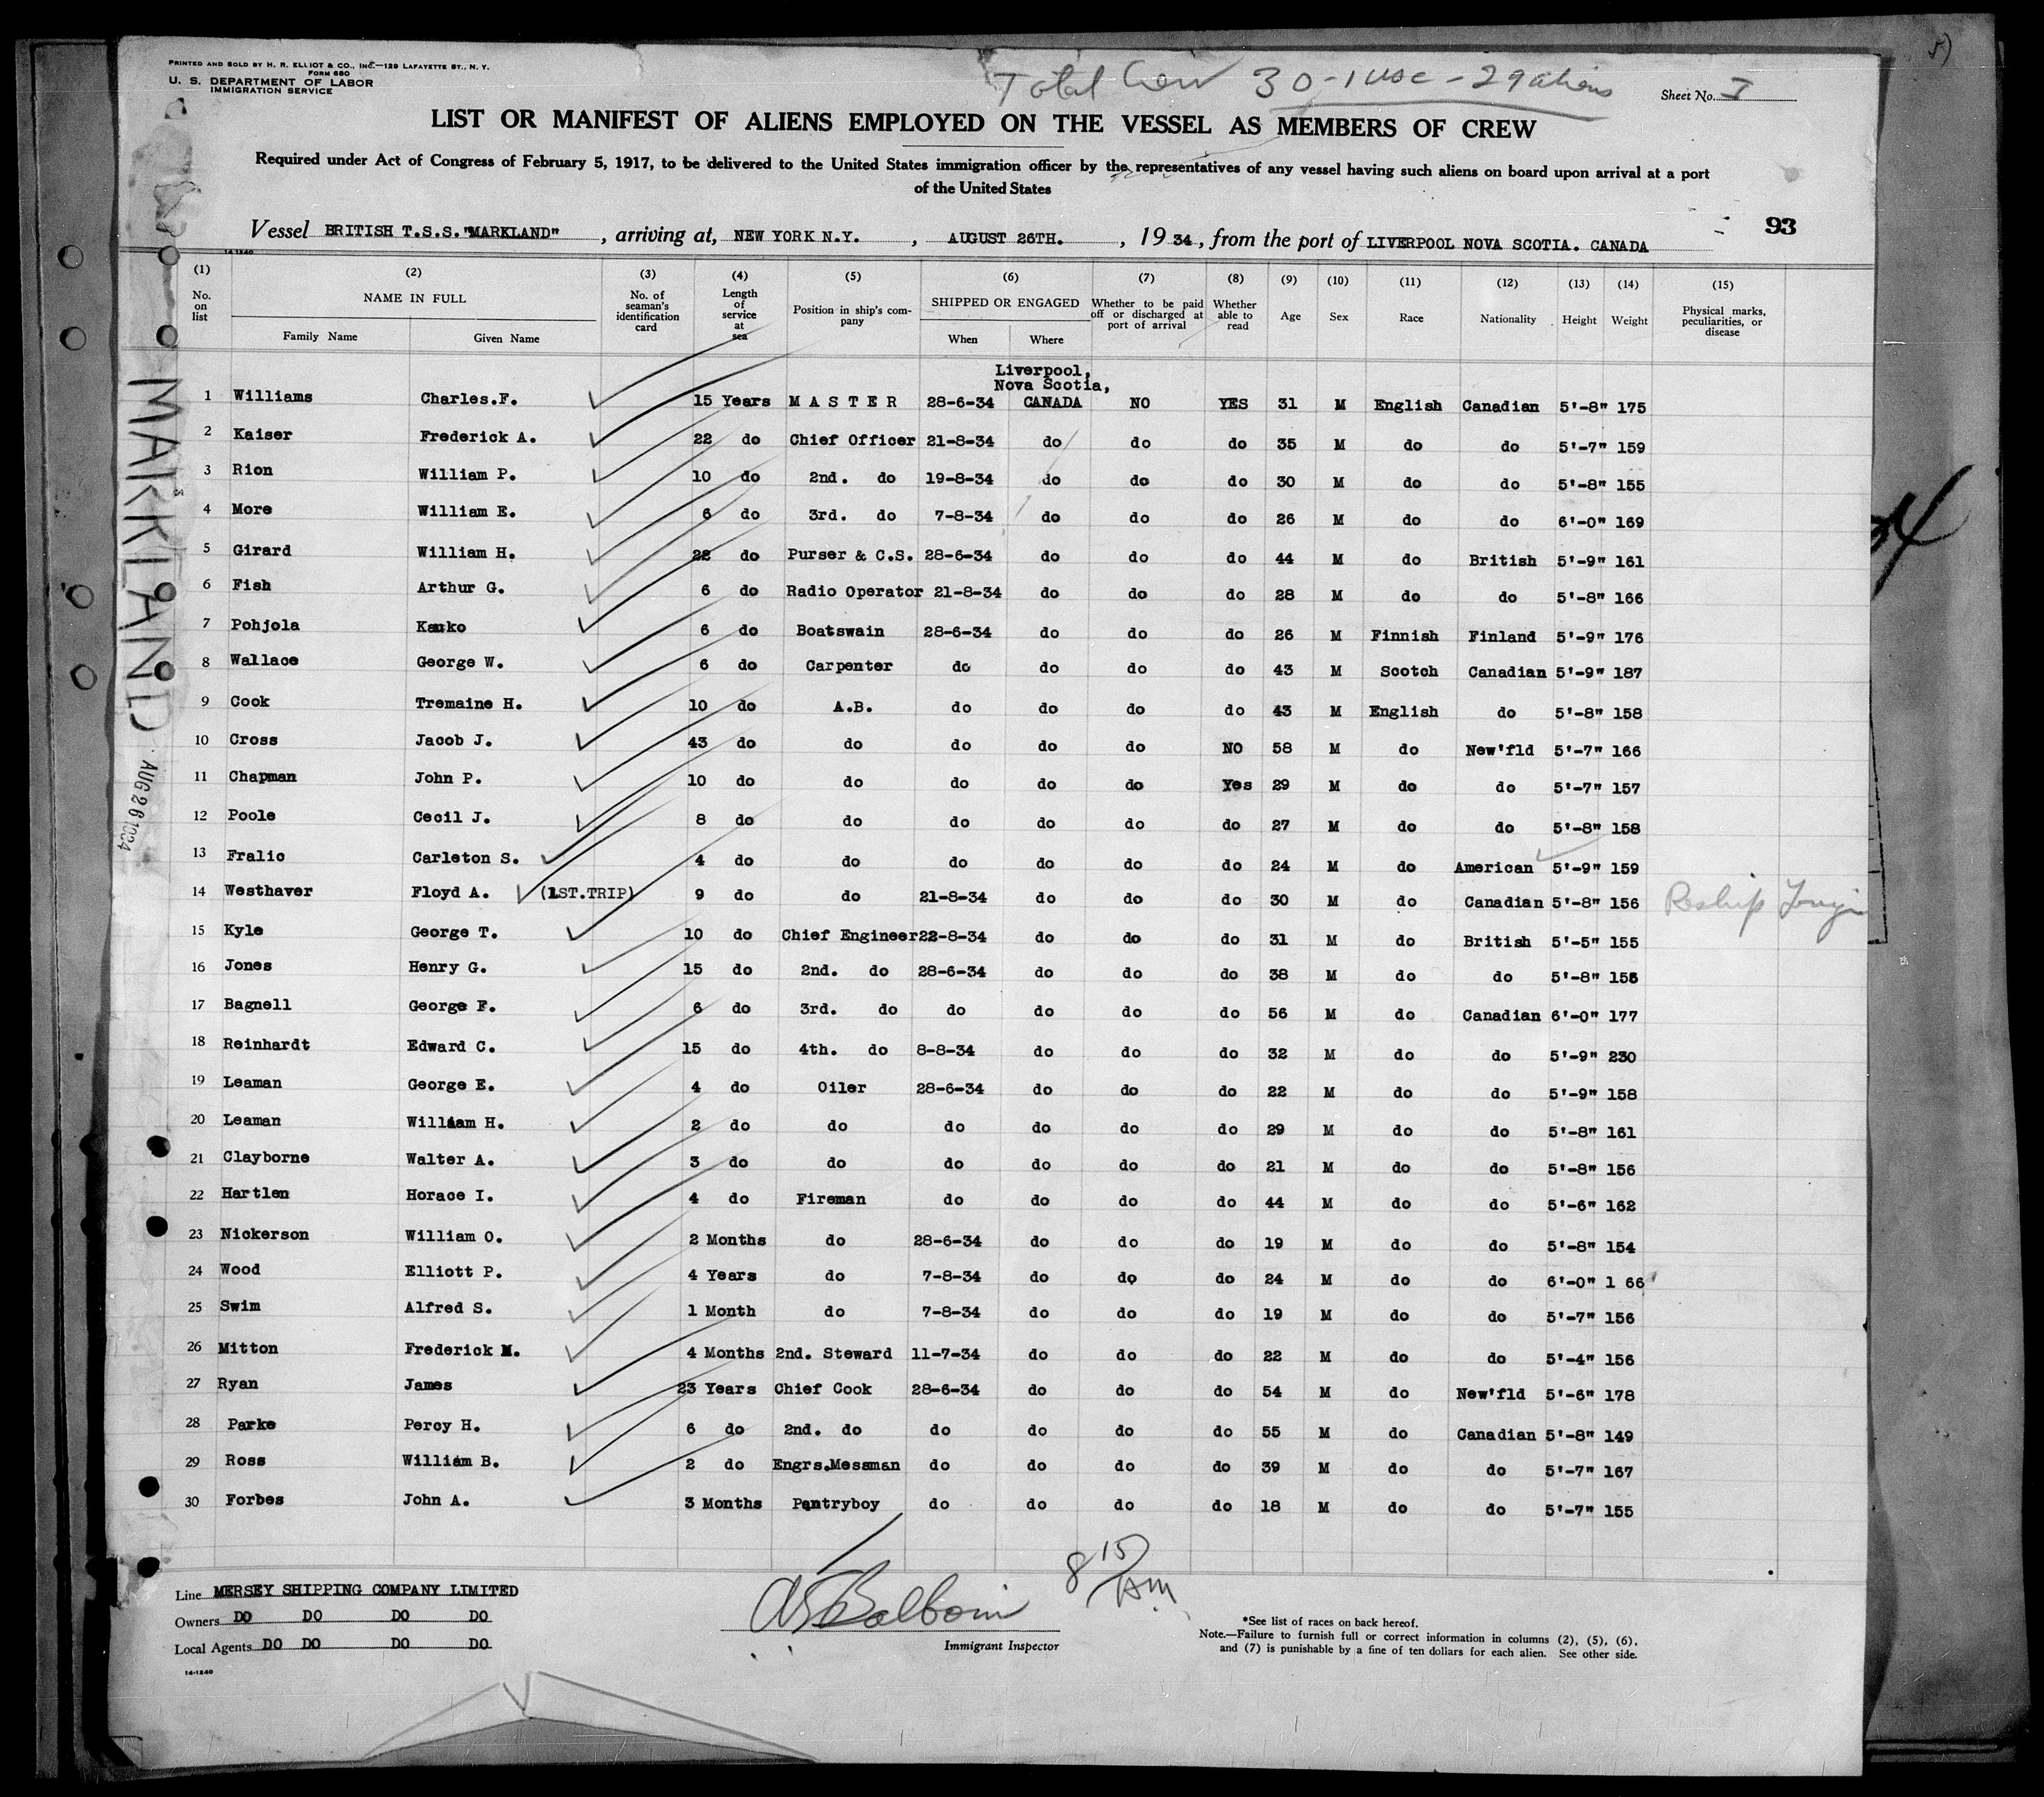 PRINTED AND SOLD BY H. R. ELLIOT & CO., INC.—129 LAFAYETTE ST., N. Y.
FORM 680
U. S. DEPARTMENT OF LABOR
IMMIGRATION SERVICE
Total Crew 30 - 1 USC - 29 aliens
Sheet No. I
LIST OR MANIFEST OF ALIENS EMPLOYED ON THE VESSEL AS MEMBERS OF CREW
Required under Act of Congress of February 5, 1917, to be delivered to the United States immigration officer by the representatives of any vessel having such aliens on board upon arrival at a port
of the United States
93
Vessel BRITISH T.S.S. "MARKLAND", arriving at, NEW YORK N.Y., AUGUST 26TH., 1934, from the port of LIVERPOOL NOVA SCOTIA. CANADA
14-1240
(1) (2) (3) (4) (5) (6) (7) (8) (9) (10) (11) (12) (13) (14) (15)
No. on list NAME IN FULL Family Name Given Name No. of seaman's identification card Length of service at sea Position in ship's company SHIPPED OR ENGAGED When Where Whether to be paid off or discharged at port of arrival Whether able to read Age Sex Race Nationality Height Weight Physical marks, peculiarities, or disease
Liverpool,
Nova Scotia,
1 Williams Charles.F. 15 Years MASTER 28-6-34 CANADA NO YES 31 M English Canadian 5'-8" 175
2 Kaiser Frederick A. 22 do Chief Officer 21-8-34 do do do 35 M do do 5'-7" 159
3 Rion William P. 10 do 2nd. do 19-8-34 do do do 30 M do do 5'-8" 155
4 More William E. 6 do 3rd. do 7-8-34 do do do 26 M do do 6'-0" 169
5 Girard William H. 22 do Purser & C.S. 28-6-34 do do do 44 M do British 5'-9" 161
6 Fish Arthur G. 6 do Radio Operator 21-8-34 do do do 28 M do do 5'-8" 166
7 Pohjola Kauko 6 do Boatswain 28-6-34 do do do 26 M Finnish Finland 5'-9" 176
8 Wallace George W. 6 do Carpenter do do do do 43 M Scotch Canadian 5'-9" 187
9 Cook Tremaine H. 10 do A.B. do do do do 43 M English do 5'-8" 158
10 Cross Jacob J. 43 do do do do do NO 58 M do New'fld 5'-7" 166
11 Chapman John P. 10 do do do do do Yes 29 M do do 5'-7" 157
12 Poole Cecil J. 8 do do do do do do 27 M do do 5'-8" 158
13 Fralic Carleton S. 4 do do do do do do 24 M do American 5'-9" 159
14 Westhaver Floyd A. (1ST.TRIP) 9 do do 21-8-34 do do do 30 M do Canadian 5'-8" 156 Reship
15 Kyle George T. 10 do Chief Engineer 22-8-34 do do do 31 M do British 5'-5" 155
16 Jones Henry G. 15 do 2nd. do 28-6-34 do do do 38 M do do 5'-8" 155
17 Bagnell George F. 6 do 3rd. do do do do do 56 M do Canadian 6'-0" 177
18 Reinhardt Edward C. 15 do 4th. do 8-8-34 do do do 32 M do do 5'-9" 230
19 Leaman George E. 4 do Oiler 28-6-34 do do do 22 M do do 5'-9" 158
20 Leaman William H. 2 do do do do do do 29 M do do 5'-8" 161
21 Clayborne Walter A. 3 do do do do do do 21 M do do 5'-8" 156
22 Hartlen Horace I. 4 do Fireman do do do do 44 M do do 5'-6" 162
23 Nickerson William O. 2 Months do 28-6-34 do do do 19 M do do 5'-8" 154
24 Wood Elliott P. 4 Years do 7-8-34 do do do 24 M do do 6'-0" 1 66
25 Swim Alfred S. 1 Month do 7-8-34 do do do 19 M do do 5'-7" 156
26 Mitton Frederick M. 4 Months 2nd. Steward 11-7-34 do do do 22 M do do 5'-4" 156
27 Ryan James 23 Years Chief Cook 28-6-34 do do do 54 M do New'fld 5'-6" 178
28 Parke Percy H. 6 do 2nd. do do do do do 55 M do Canadian 5'-8" 149
29 Ross William B. 2 do Engrs.Messman do do do do 39 M do do 5'-7" 167
30 Forbes John A. 3 Months Pantryboy do do do do 18 M do do 5'-7" 155
MARKLAND
AUG 26 1934
34
Line MERSEY SHIPPING COMPANY LIMITED
Owners DO DO DO DO
Local Agents DO DO DO DO
14-1240
8 15 AM
Immigrant Inspector
*See list of races on back hereof.
Note.—Failure to furnish full or correct information in columns (2), (5), (6),
and (7) is punishable by a fine of ten dollars for each alien. See other side.